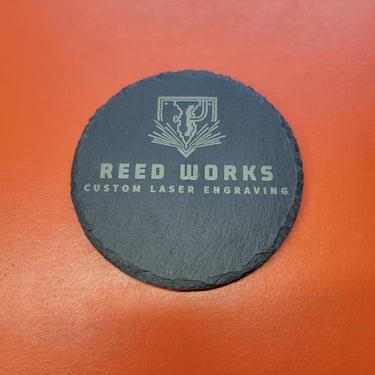 REED WORKS
CUSTOM LASER ENGRAVING